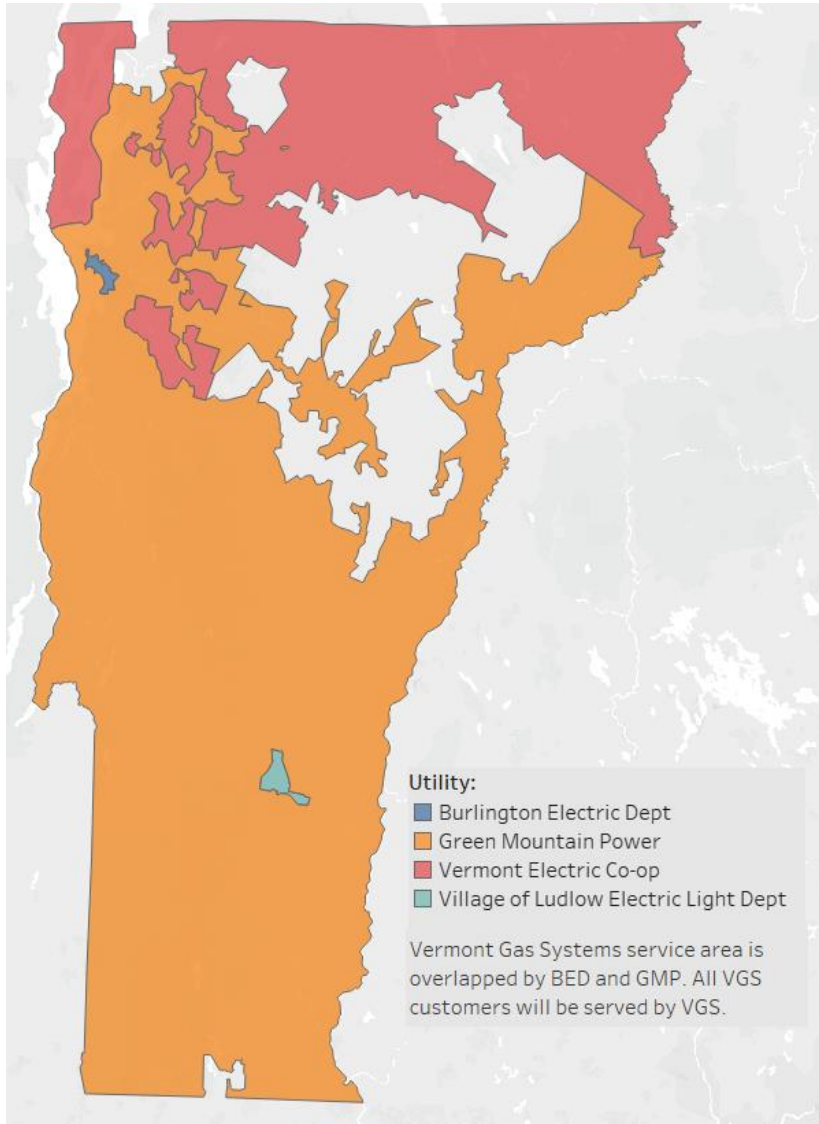 Utility:
Burlington Electric Dept
Green Mountain Power
Vermont Electric Co-op
Village of Ludlow Electric Light Dept
Vermont Gas Systems service area is
overlapped by BED and GMP. All VGS
customers will be served by VGS.